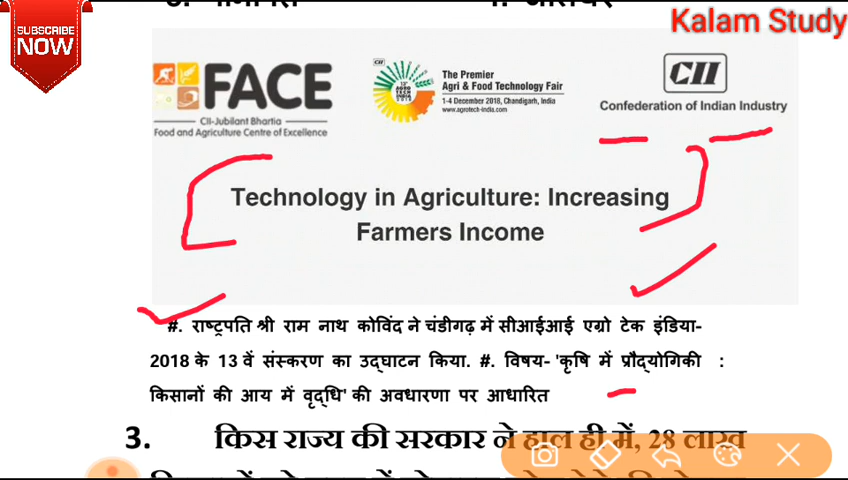 SUBSCRIBE
NOW
Kalam Study
FACE
CII-Jubilant Bhartia
Food and Agriculture Centre of Excellence
CII
AGRO
TECH
The Premier
Agri & Food Technology Fair
1-4 December 2018, Chandigarh, India
www.agrotech-india.com
CII
Confederation of Indian Industry
Technology in Agriculture: Increasing
Farmers Income
#. राष्ट्रपति श्री राम नाथ कोविंद ने चंडीगढ़ में सीआईआई एग्रो टेक इंडिया-
2018 के 13 वें संस्करण का उद्घाटन किया. #. विषय- 'कृषि में प्रौद्योगिकी :
किसानों की आय में वृद्धि' की अवधारणा पर आधारित
3. किस राज्य की सरकार ने हाल ही में, 28 लाख